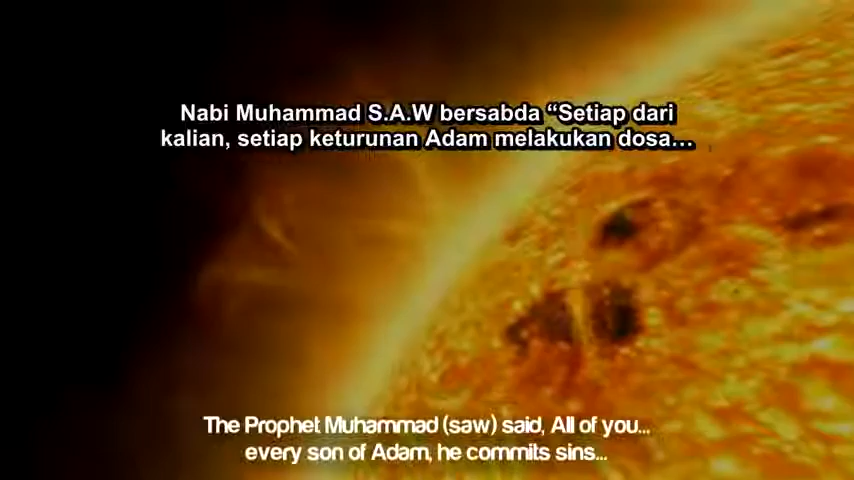 Nabi Muhammad S.A.W bersabda “Setiap dari
kalian, setiap keturunan Adam melakukan dosa...
The Prophet Muhammad (saw) said, All of you...
every son of Adam, he commits sins...